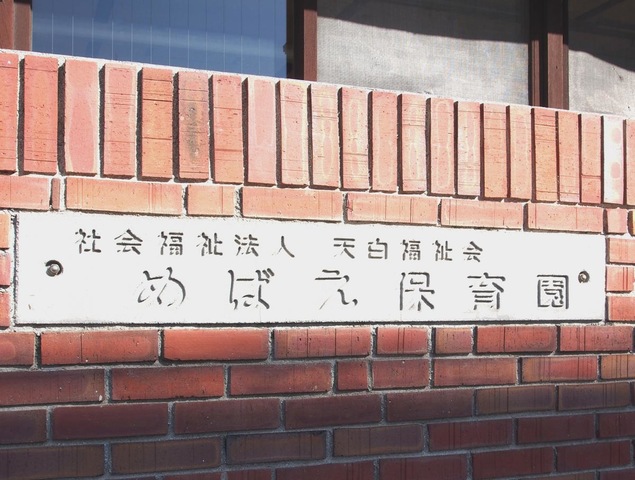 社会福祉法人 天白福祉会
めばえ保育園